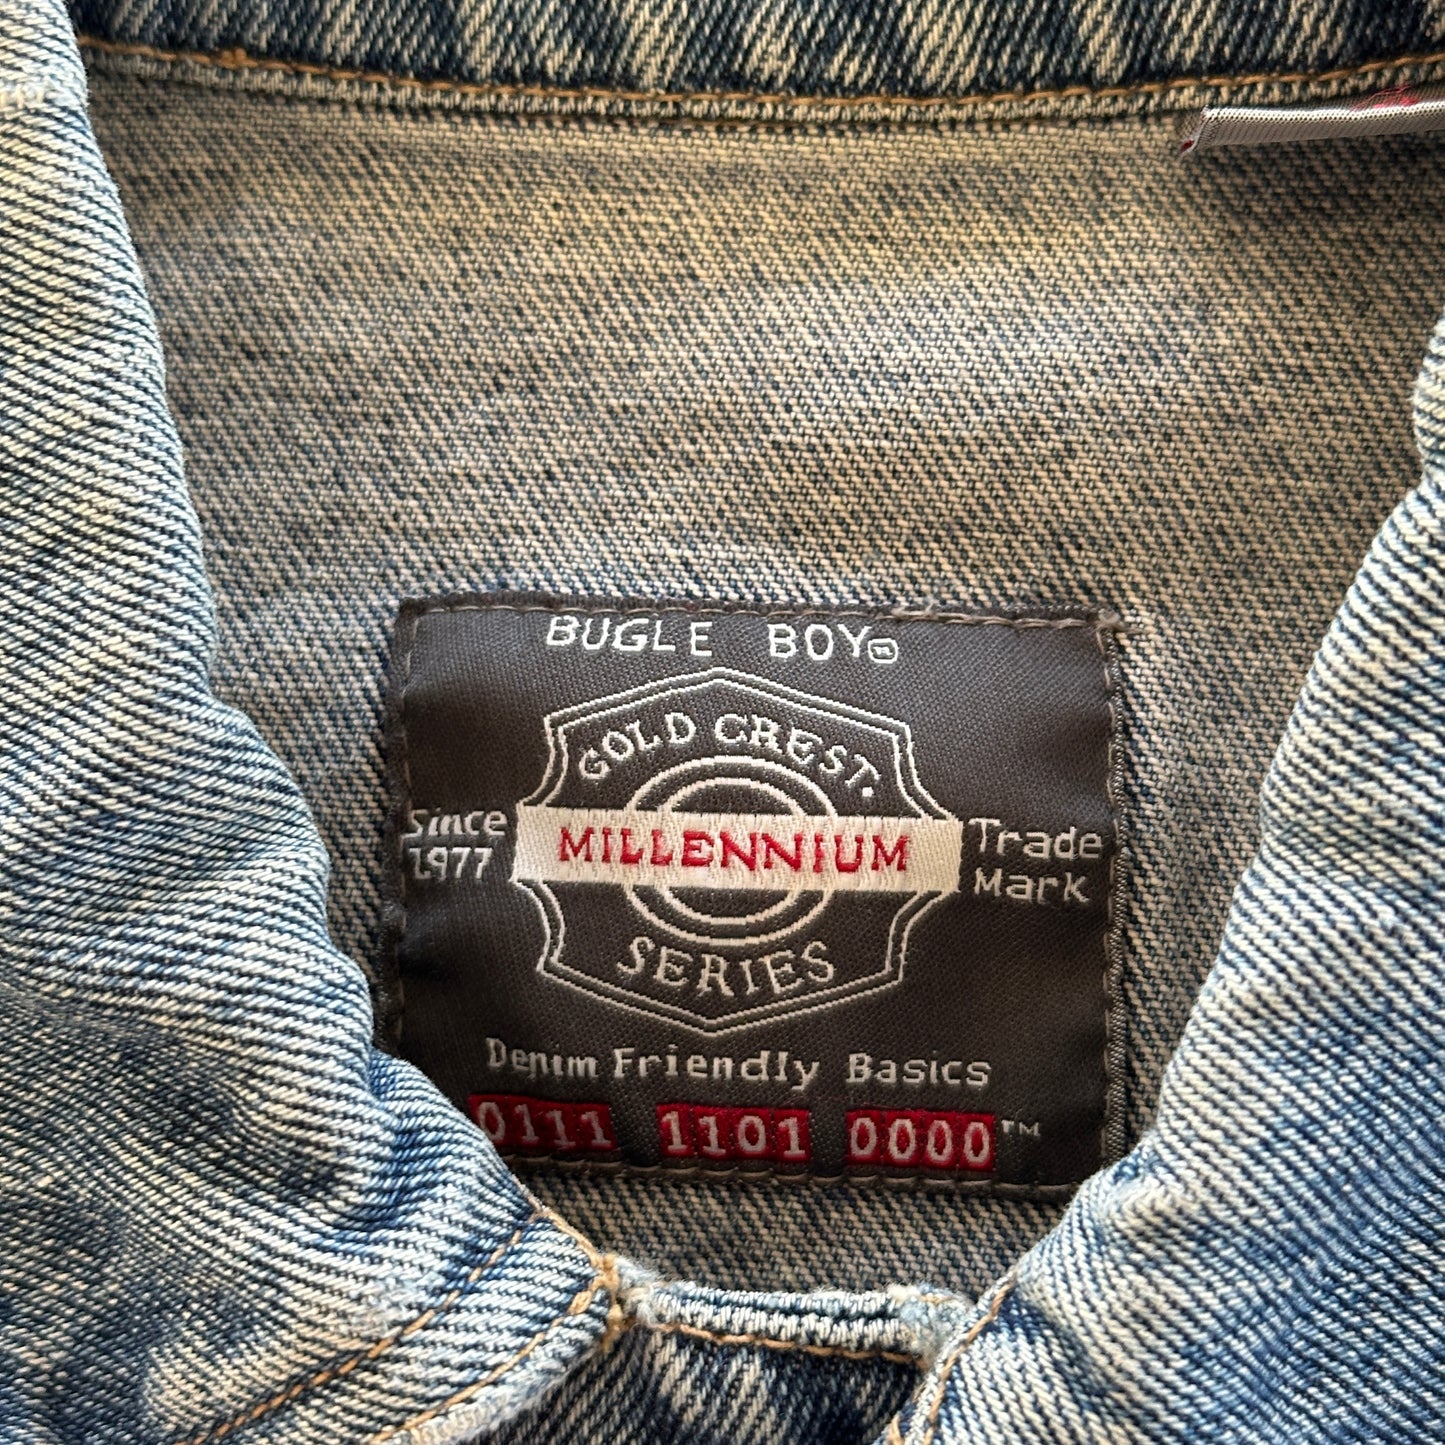 BUGLE BOY®
GOLD CREST.
Since
1977
MILLENNIUM
Trade
Mark
SERIES
Denim Friendly Basics
0111 1101 0000™